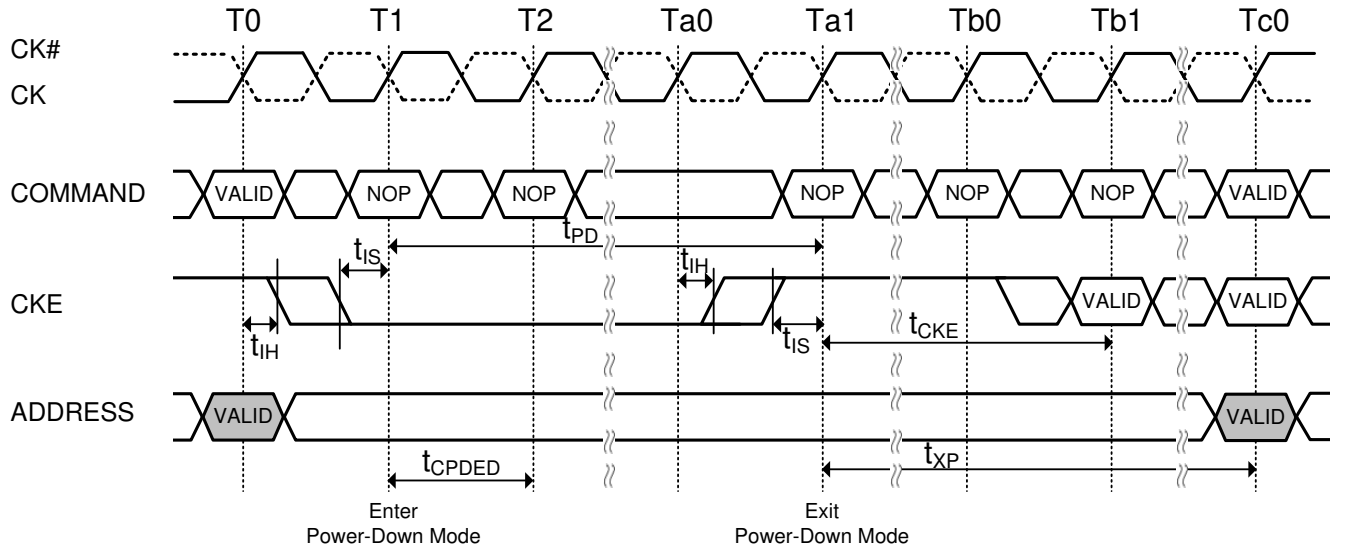 T0 T1 T2 Ta0 Ta1 Tb0 Tb1 Tc0
CK#
CK
COMMAND VALID NOP NOP NOP NOP NOP VALID
tPD
tIS tIH
CKE VALID VALID
tIH tIS tCKE
ADDRESS VALID VALID
tCPDED tXP
Enter
Power-Down Mode
Exit
Power-Down Mode